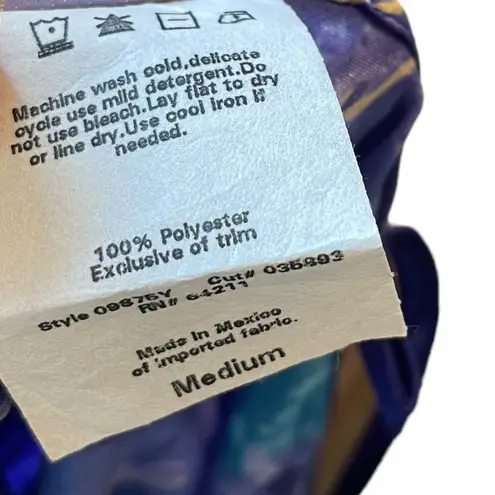 Machine wash cold,delicate
cycle use mild detergent.Do
not use bleach.Lay flat to dry
or line dry.Use cool iron if
needed.
100% Polyester
Exclusive of trim
Style 09875Y Cut# 035893
RN# 64211
Made in Mexico
of imported fabric.
Medium